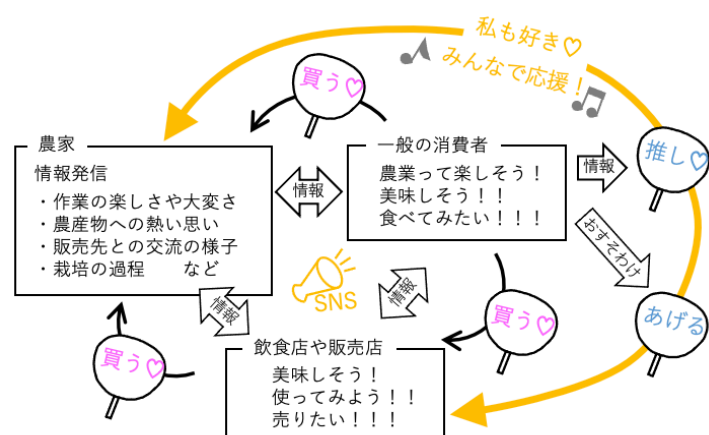 私も好き♡
みんなで応援！
買う♡
農家
情報発信
・作業の楽しさや大変さ
・農産物への熱い思い
・販売先との交流の様子
・栽培の過程　　など
情報
一般の消費者
農業って楽しそう！
美味しそう！！
食べてみたい！！！
情報
推し♡
おすそわけ
あげる
SNS
情報
情報
買う♡
買う♡
飲食店や販売店
美味しそう！
使ってみよう！！
売りたい！！！